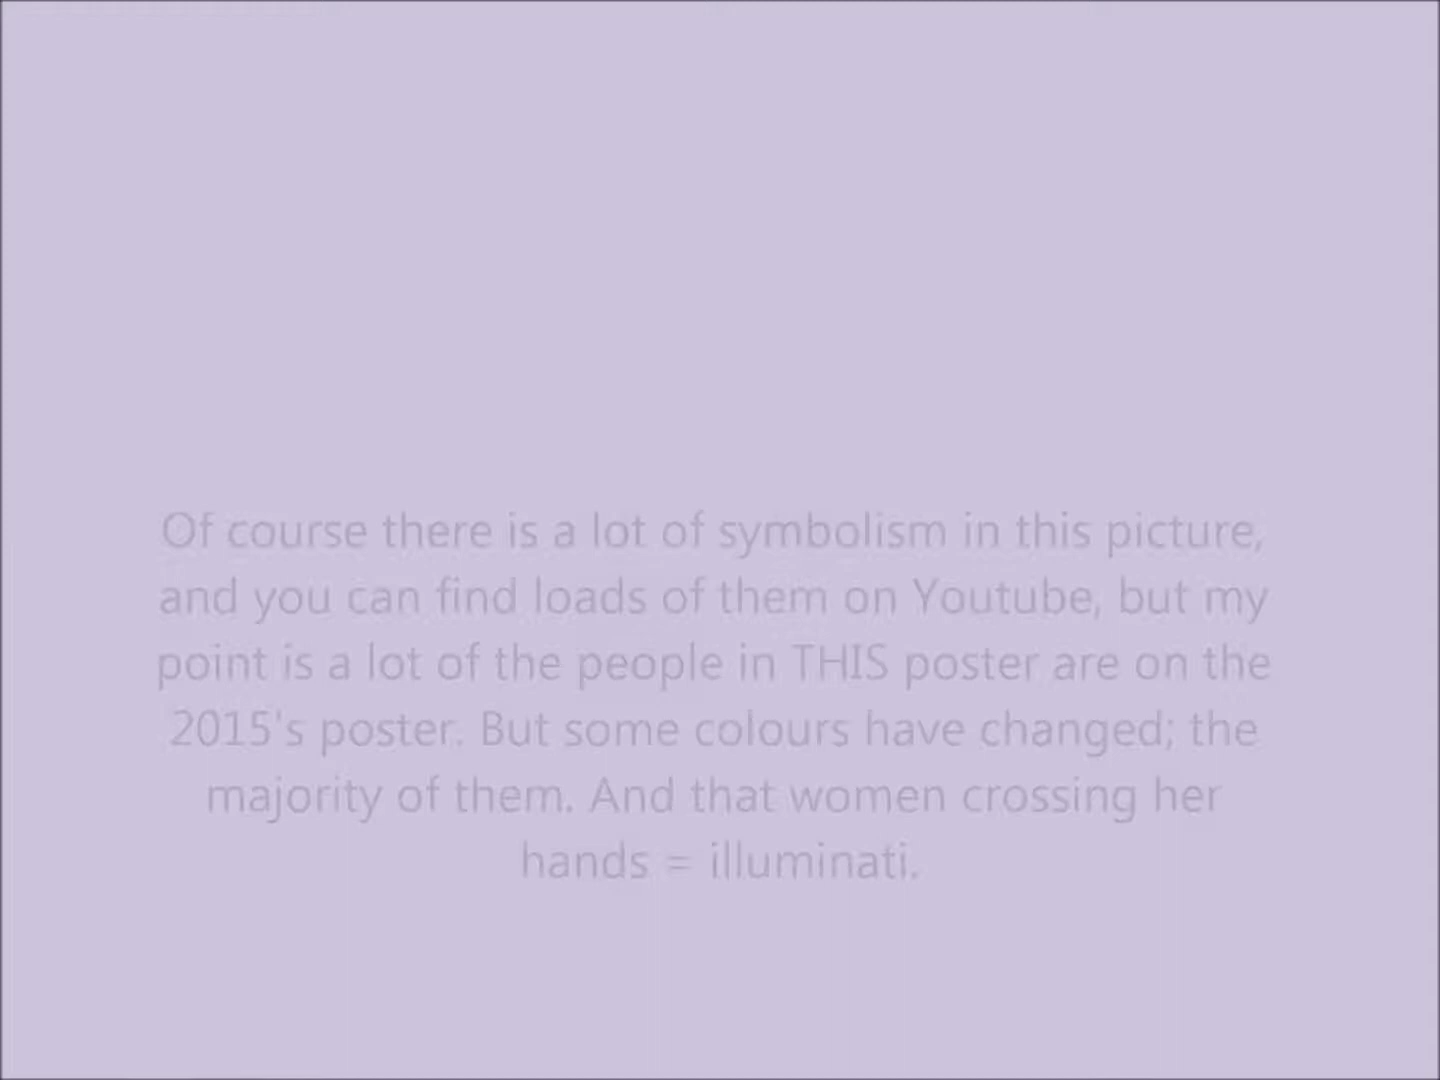 Of course there is a lot of symbolism in this picture,
and you can find loads of them on Youtube, but my
point is a lot of the people in THIS poster are on the
2015's poster. But some colours have changed; the
majority of them. And that women crossing her
hands = illuminati.